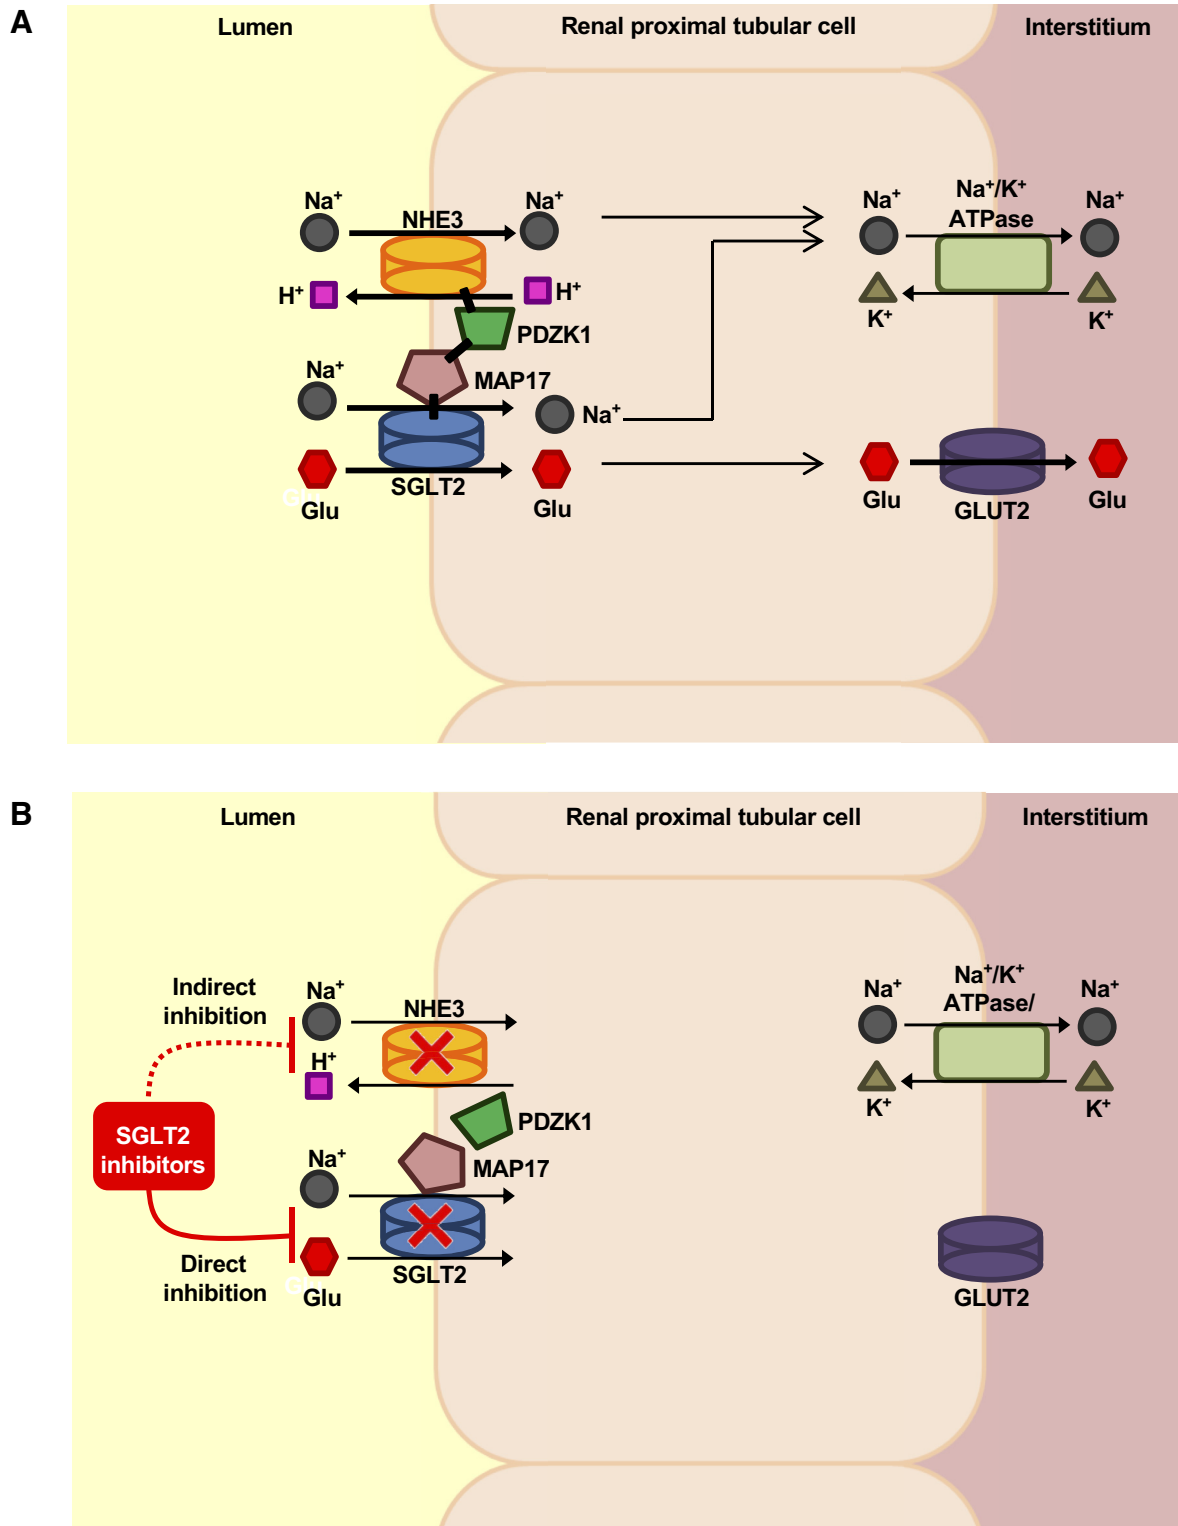 A
Lumen
Renal proximal tubular cell
Interstitium
Na⁺
NHE3
Na⁺
Na⁺
Na⁺/K⁺
ATPase
Na⁺
H⁺
H⁺
K⁺
K⁺
PDZK1
Na⁺
MAP17
Na⁺
Glu
Glu
SGLT2
Glu
Glu
GLUT2
Glu
B
Lumen
Renal proximal tubular cell
Interstitium
Indirect
inhibition
Na⁺
NHE3
Na⁺
Na⁺/K⁺
ATPase/
Na⁺
H⁺
K⁺
K⁺
PDZK1
SGLT2
inhibitors
Na⁺
MAP17
Direct
inhibition
Glu
Glu
SGLT2
GLUT2